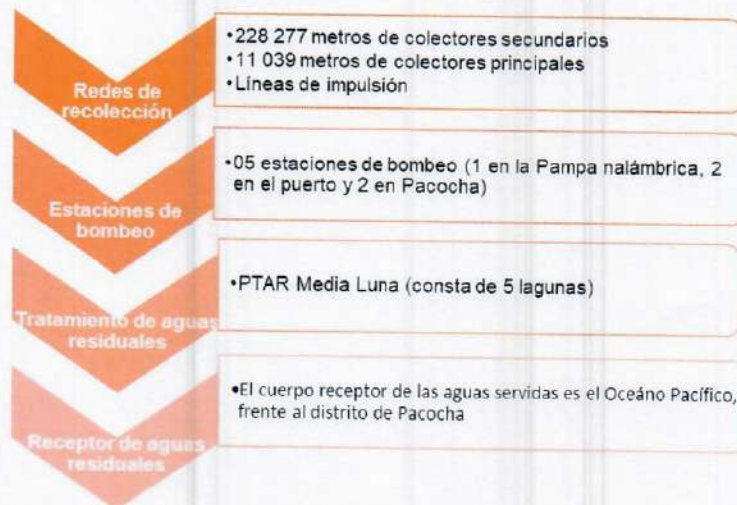 Redes de
recolección
•228 277 metros de colectores secundarios
•11 039 metros de colectores principales
•Líneas de impulsión
Estaciones de
bombeo
•05 estaciones de bombeo (1 en la Pampa nalámbrica, 2
en el puerto y 2 en Pacocha)
Tratamiento de aguas
residuales
•PTAR Media Luna (consta de 5 lagunas)
Receptor de aguas
residuales
•El cuerpo receptor de las aguas servidas es el Oceáno Pacífico,
frente al distrito de Pacocha